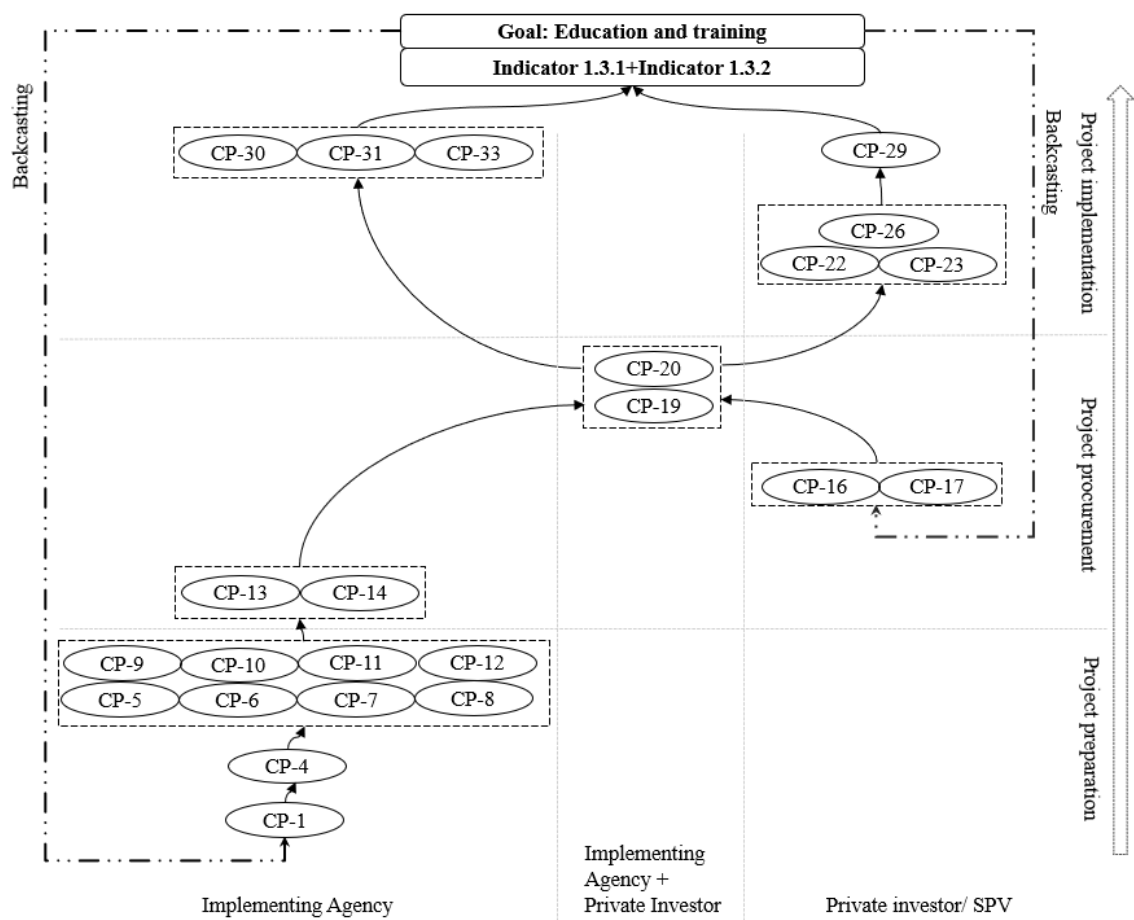 Goal: Education and training
Indicator 1.3.1+Indicator 1.3.2
Backcasting
Backcasting
Project implementation
CP-30
CP-31
CP-33
CP-29
CP-26
CP-22
CP-23
CP-20
CP-19
Project procurement
CP-16
CP-17
CP-13
CP-14
CP-9
CP-10
CP-11
CP-12
CP-5
CP-6
CP-7
CP-8
Project preparation
CP-4
CP-1
Implementing Agency
Implementing
Agency +
Private Investor
Private investor/ SPV